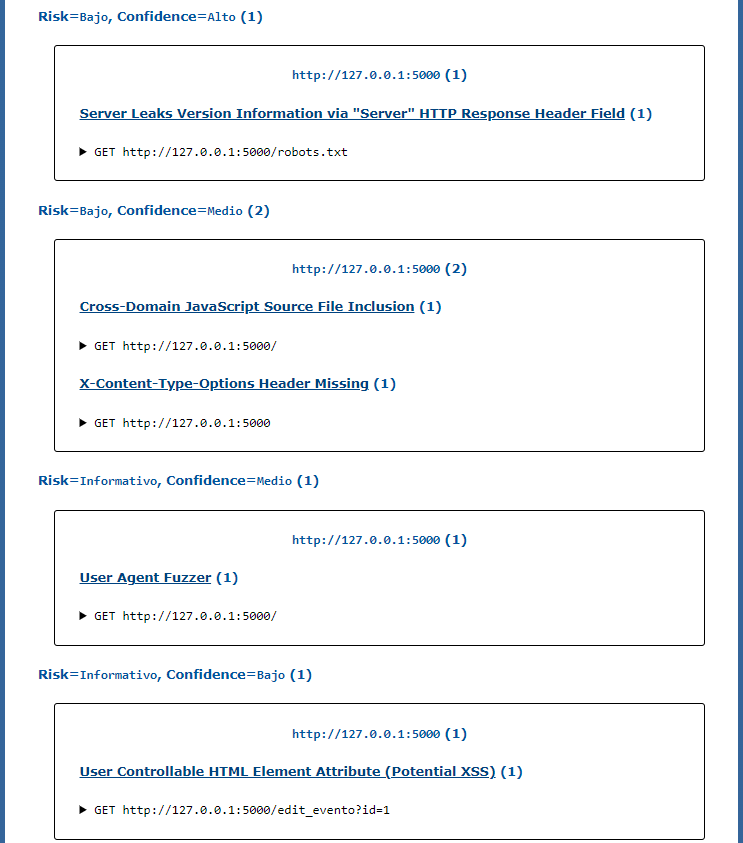 Risk=Bajo, Confidence=Alto (1)
http://127.0.0.1:5000 (1)
Server Leaks Version Information via "Server" HTTP Response Header Field (1)
▶ GET http://127.0.0.1:5000/robots.txt
Risk=Bajo, Confidence=Medio (2)
http://127.0.0.1:5000 (2)
Cross-Domain JavaScript Source File Inclusion (1)
▶ GET http://127.0.0.1:5000/
X-Content-Type-Options Header Missing (1)
▶ GET http://127.0.0.1:5000
Risk=Informativo, Confidence=Medio (1)
http://127.0.0.1:5000 (1)
User Agent Fuzzer (1)
▶ GET http://127.0.0.1:5000/
Risk=Informativo, Confidence=Bajo (1)
http://127.0.0.1:5000 (1)
User Controllable HTML Element Attribute (Potential XSS) (1)
▶ GET http://127.0.0.1:5000/edit_evento?id=1